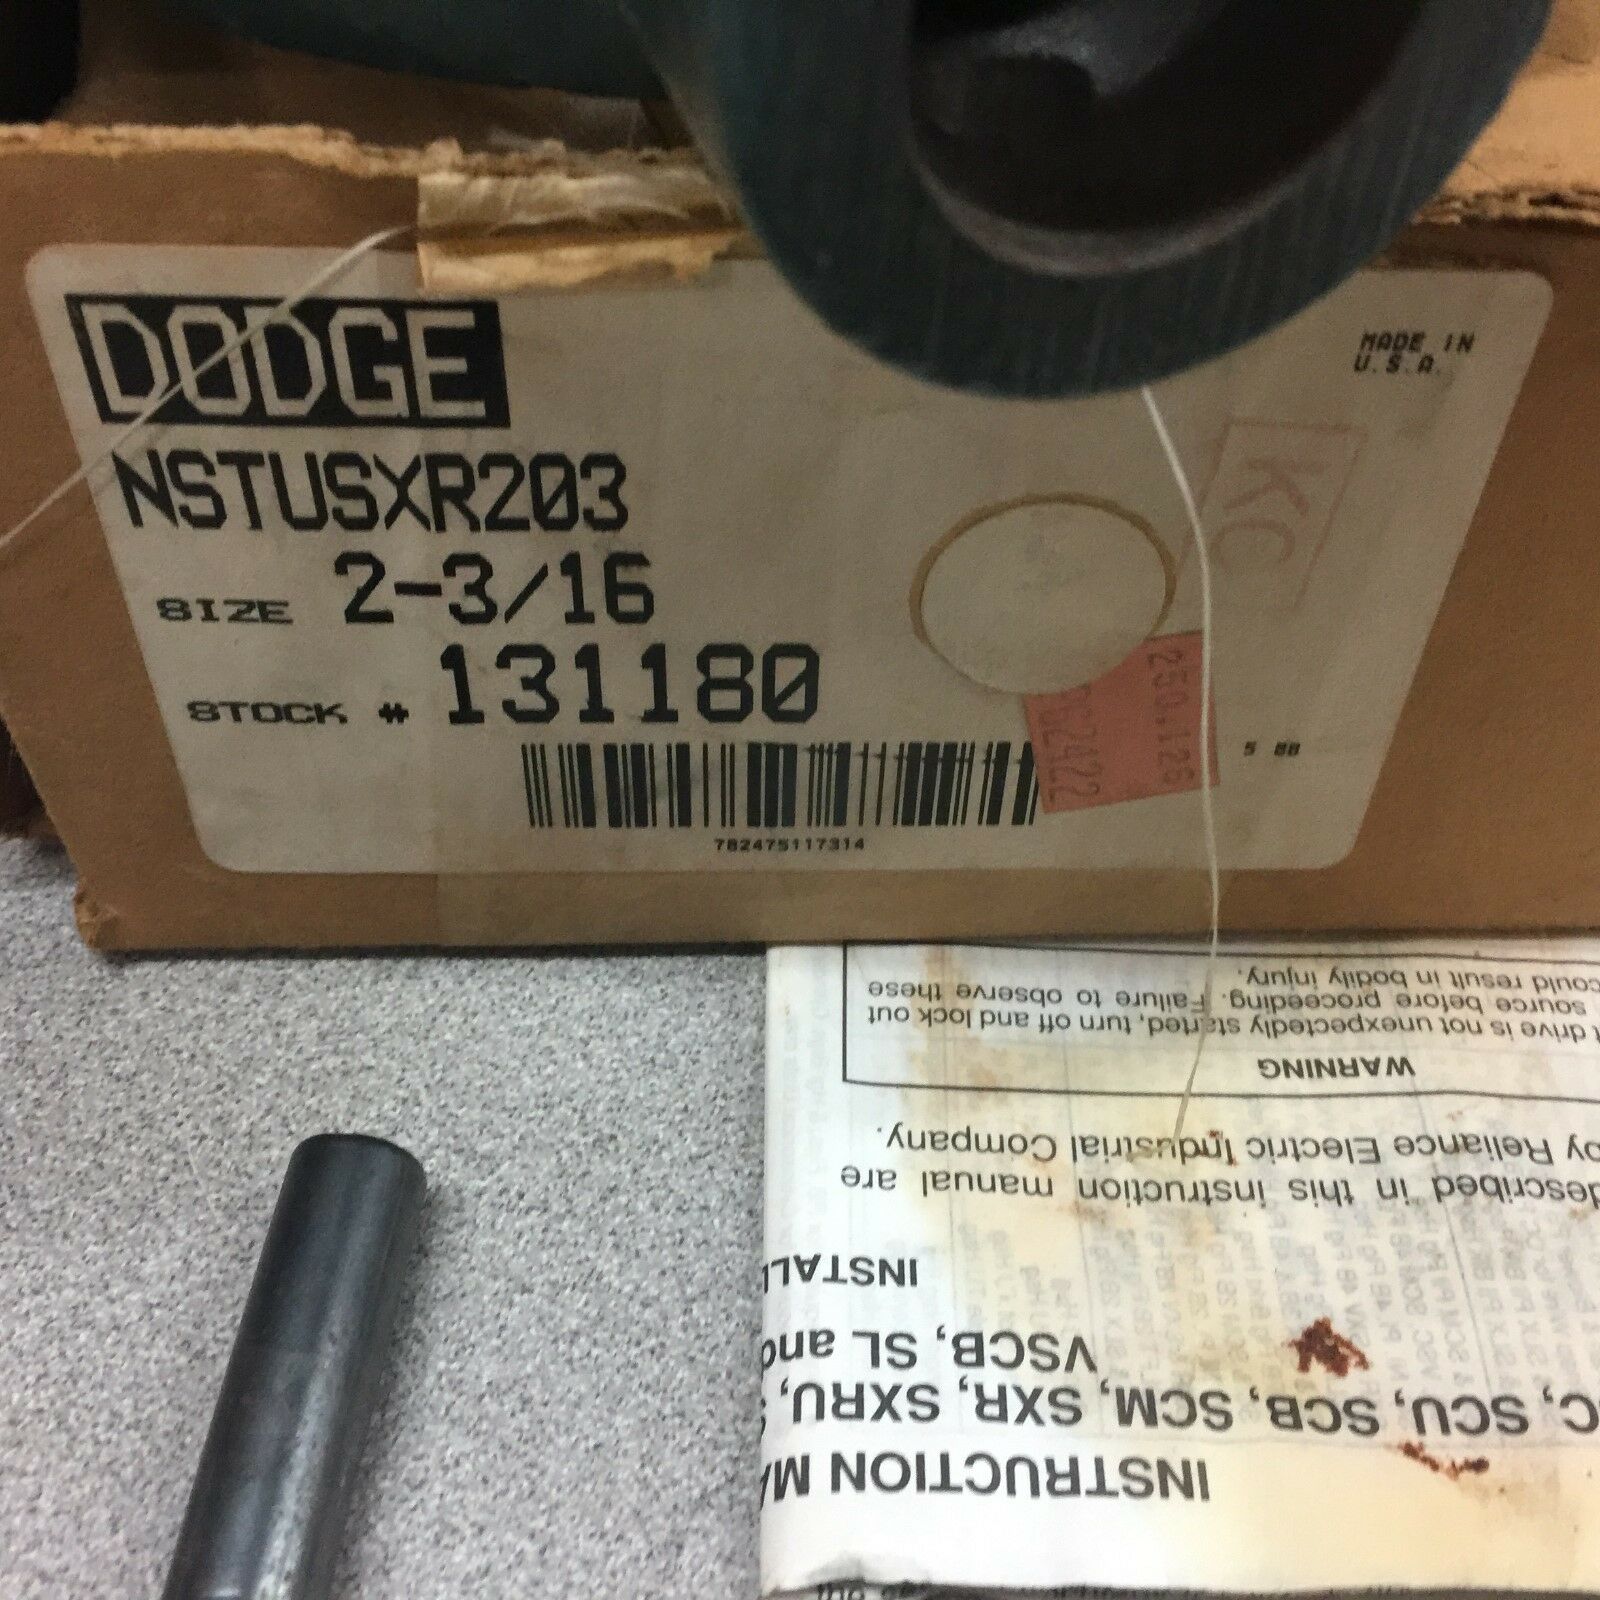 DODGE
MADE IN
U.S.A.
NSTUSXR203
SIZE 2-3/16
STOCK # 131180
KC
250.126
2422
5 88
782475117314
INSTRUCTION
SCU, SCB, SCM, SXR, SXRU,
VSCB, SL and
INSTALL
described in this instruction manual are
by Reliance Electric Industrial Company.
WARNING
drive is not unexpectedly started, turn off and lock out
source before proceeding. Failure to observe these
could result in bodily injury.